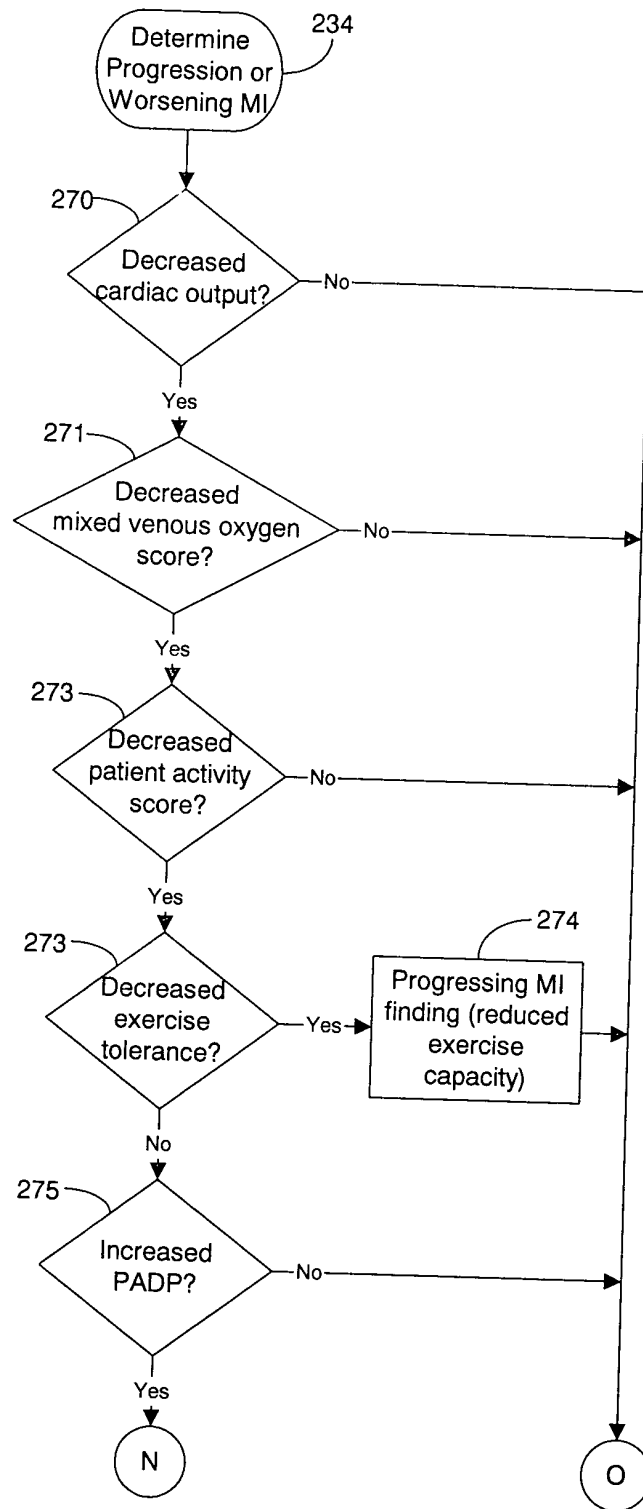 234
Determine
Progression or
Worsening MI
270
Decreased
cardiac output?
No
Yes
271
Decreased
mixed venous oxygen
score?
No
Yes
273
Decreased
patient activity
score?
No
Yes
273
Decreased
exercise
tolerance?
Yes
274
Progressing MI
finding (reduced
exercise
capacity)
No
275
Increased
PADP?
No
Yes
N
O